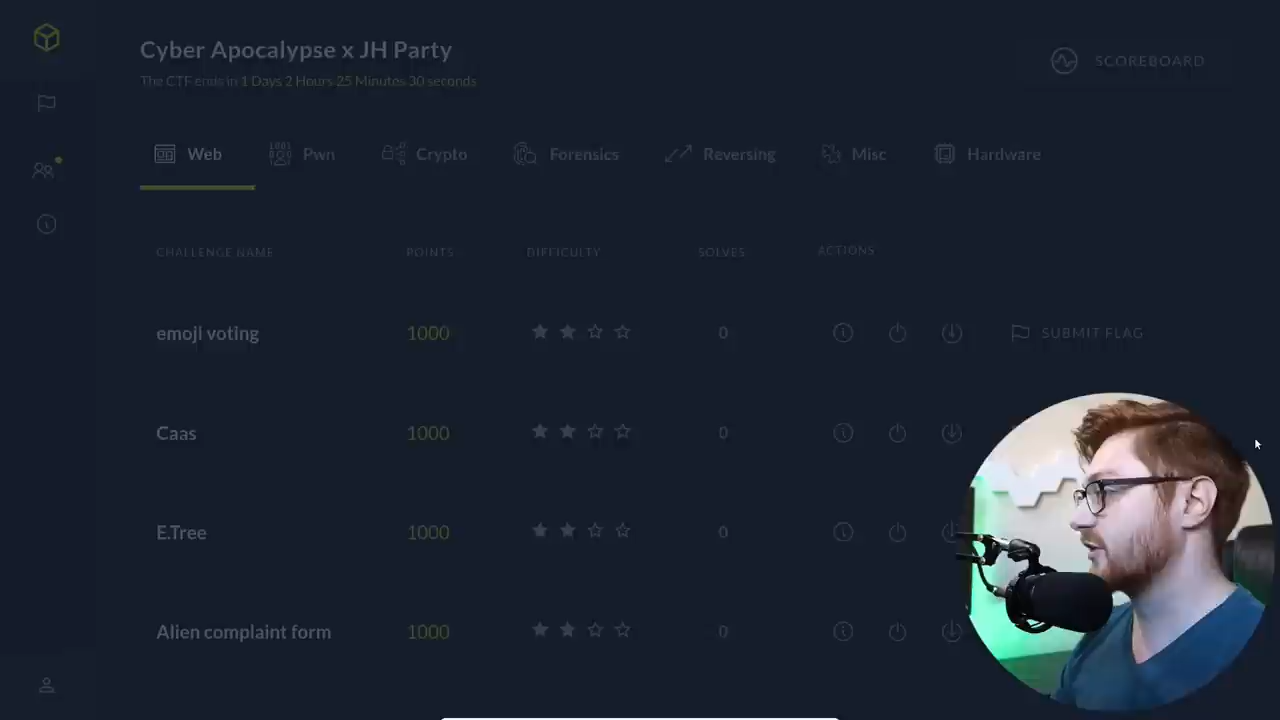 Cyber Apocalypse x JH Party
The CTF ends in 1 Days 2 Hours 25 Minutes 30 seconds
SCOREBOARD
Web Pwn Crypto Forensics Reversing Misc Hardware
CHALLENGE NAME POINTS DIFFICULTY SOLVES ACTIONS
emoji voting 1000 0 SUBMIT FLAG
Caas 1000 0
E.Tree 1000 0
Alien complaint form 1000 0